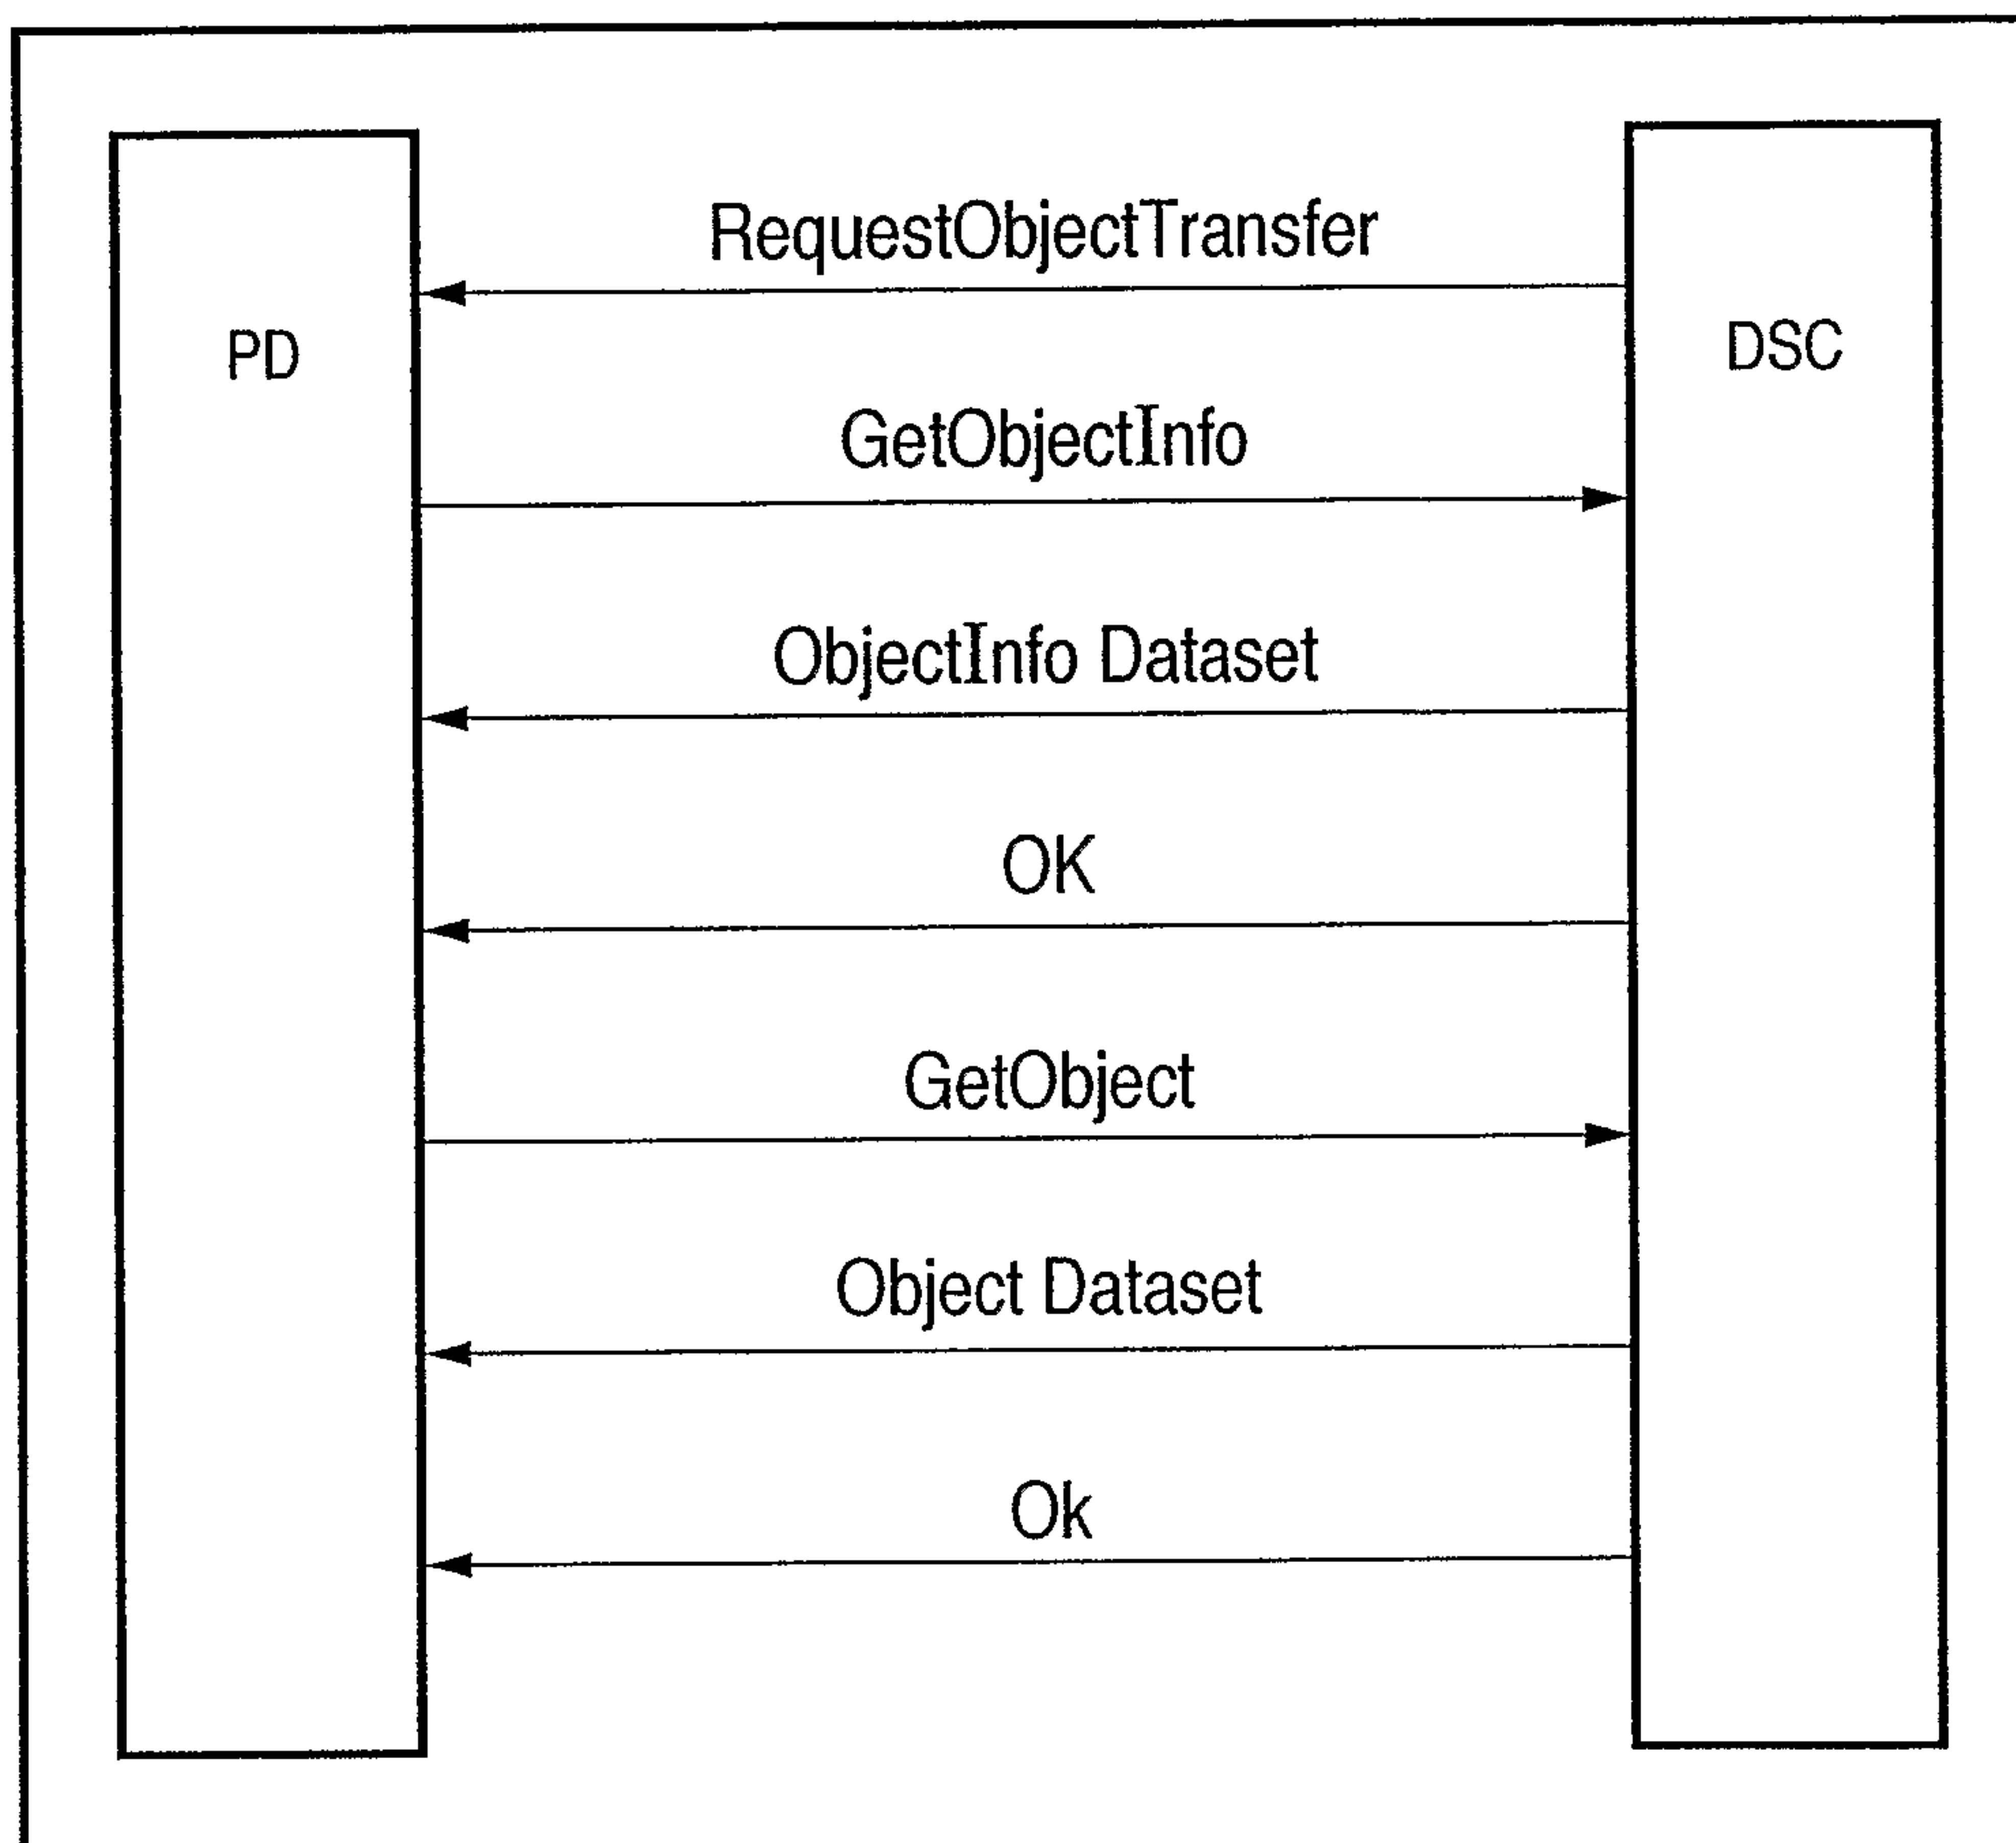 RequestObjectTransfer
PD
DSC
GetObjectInfo
ObjectInfo Dataset
OK
GetObject
Object Dataset
Ok